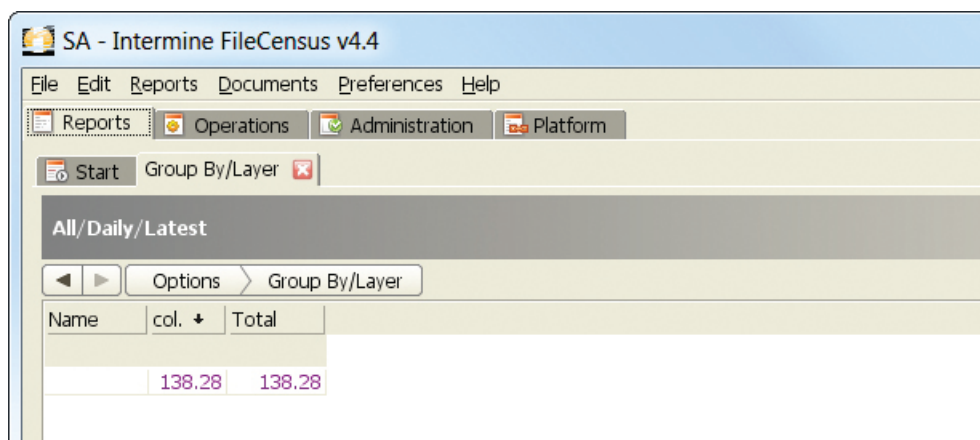 SA - Intermine FileCensus v4.4
File Edit Reports Documents Preferences Help
Reports Operations Administration Platform
Start Group By/Layer
All/Daily/Latest
Options Group By/Layer
Name col. Total
138.28 138.28